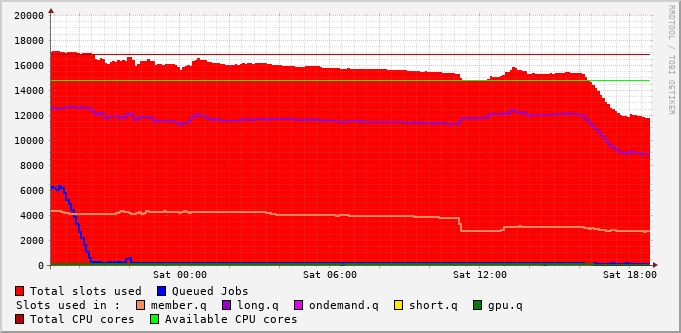 20000
18000
16000
14000
12000
10000
8000
6000
4000
2000
0
Sat 00:00 Sat 06:00 Sat 12:00 Sat 18:00
RRDTOOL / TOBI OETIKER
Total slots used Queued Jobs
Slots used in : member.q long.q ondemand.q short.q gpu.q
Total CPU cores Available CPU cores